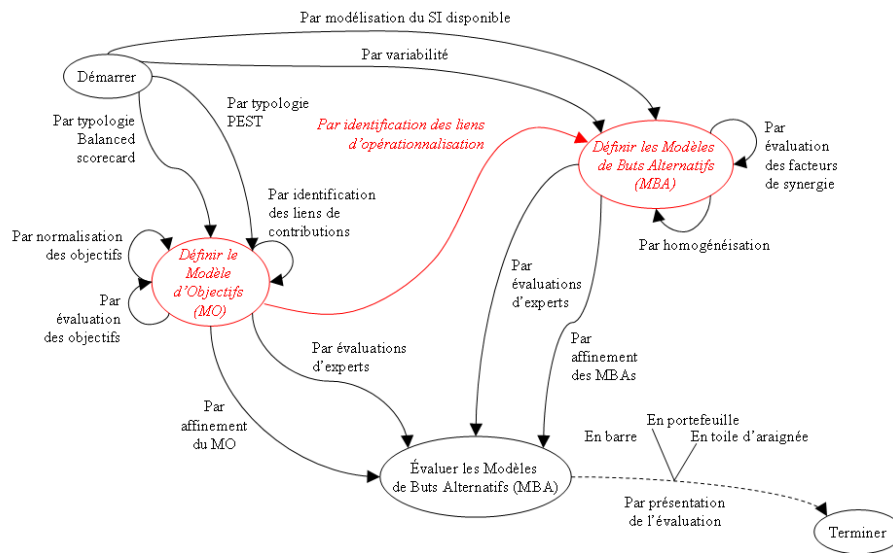 Par modélisation du SI disponible
Par variabilité
Démarrer
Par typologie
PEST
Par typologie
Balanced
scorecard
Par identification des liens
d'opérationnalisation
Définir les Modèles
de Buts Alternatifs
(MBA)
Par
évaluation
des facteurs
de synergie
Par identification
des liens de
contributions
Par homogénéisation
Par normalisation
des objectifs
Définir le
Modèle
d'Objectifs
(MO)
Par
évaluation
des objectifs
Par
évaluations
d'experts
Par évaluations
d'experts
Par
affinement
des MBAs
Par
affinement
du MO
En portefeuille
En barre
En toile d'araignée
Évaluer les Modèles
de Buts Alternatifs (MBA)
Par présentation
de l'évaluation
Terminer